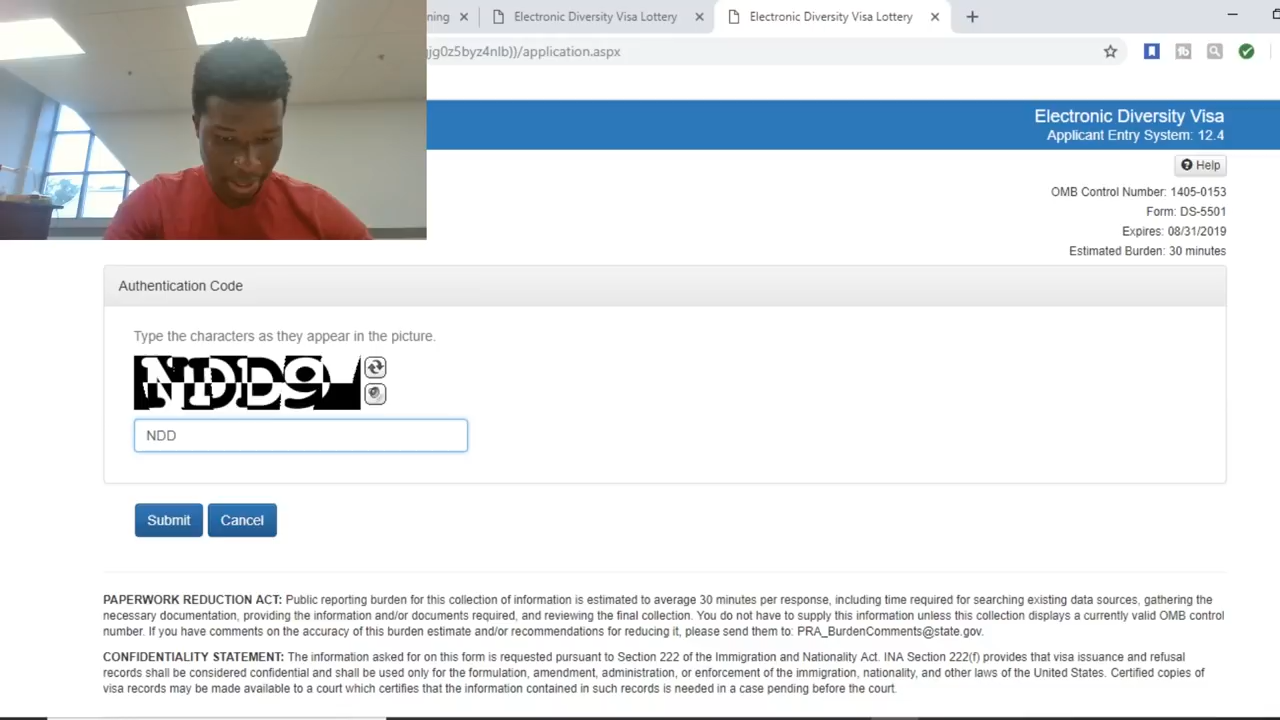 ning
Electronic Diversity Visa Lottery
Electronic Diversity Visa Lottery
jg0z5byz4nlb))/application.aspx
Electronic Diversity Visa
Applicant Entry System: 12.4
Help
OMB Control Number: 1405-0153
Form: DS-5501
Expires: 08/31/2019
Estimated Burden: 30 minutes
Authentication Code
Type the characters as they appear in the picture.
NDD9
NDD
Submit Cancel
PAPERWORK REDUCTION ACT: Public reporting burden for this collection of information is estimated to average 30 minutes per response, including time required for searching existing data sources, gathering the
necessary documentation, providing the information and/or documents required, and reviewing the final collection. You do not have to supply this information unless this collection displays a currently valid OMB control
number. If you have comments on the accuracy of this burden estimate and/or recommendations for reducing it, please send them to: PRA_BurdenComments@state.gov.
CONFIDENTIALITY STATEMENT: The information asked for on this form is requested pursuant to Section 222 of the Immigration and Nationality Act. INA Section 222(f) provides that visa issuance and refusal
records shall be considered confidential and shall be used only for the formulation, amendment, administration, or enforcement of the immigration, nationality, and other laws of the United States. Certified copies of
visa records may be made available to a court which certifies that the information contained in such records is needed in a case pending before the court.